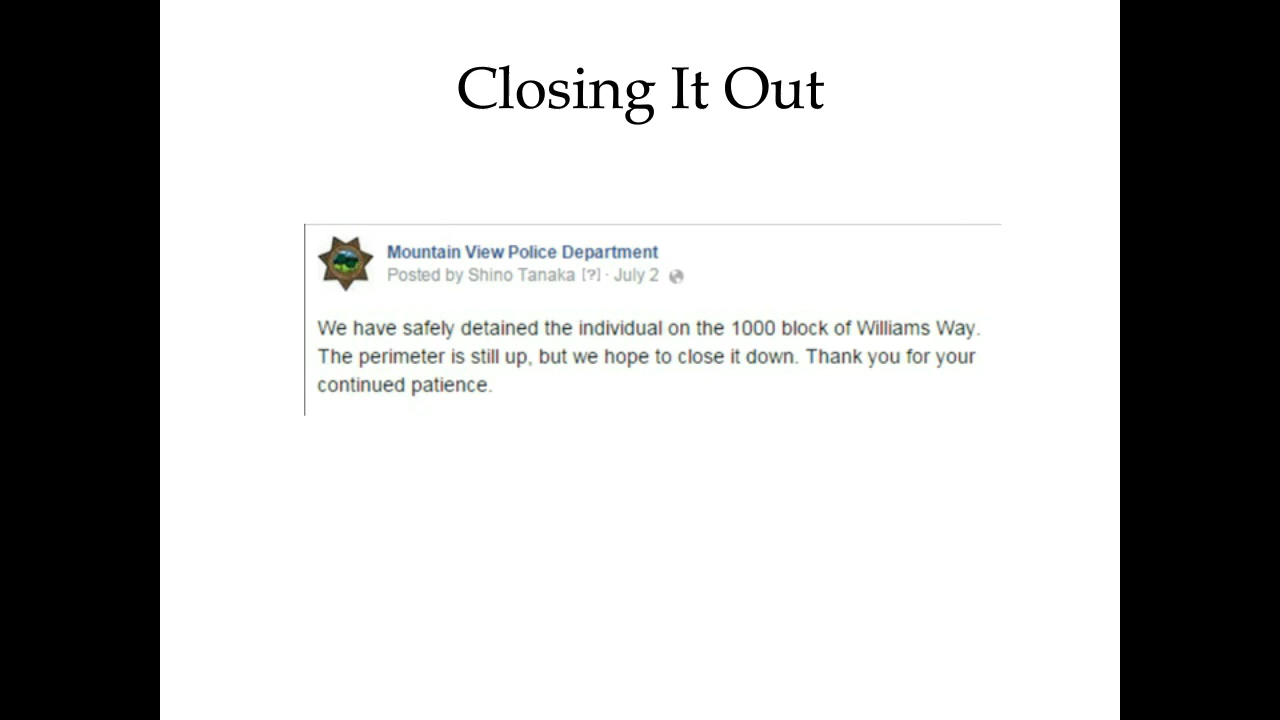 Closing It Out
Mountain View Police Department
Posted by Shino Tanaka [?] · July 2
We have safely detained the individual on the 1000 block of Williams Way.
The perimeter is still up, but we hope to close it down. Thank you for your
continued patience.